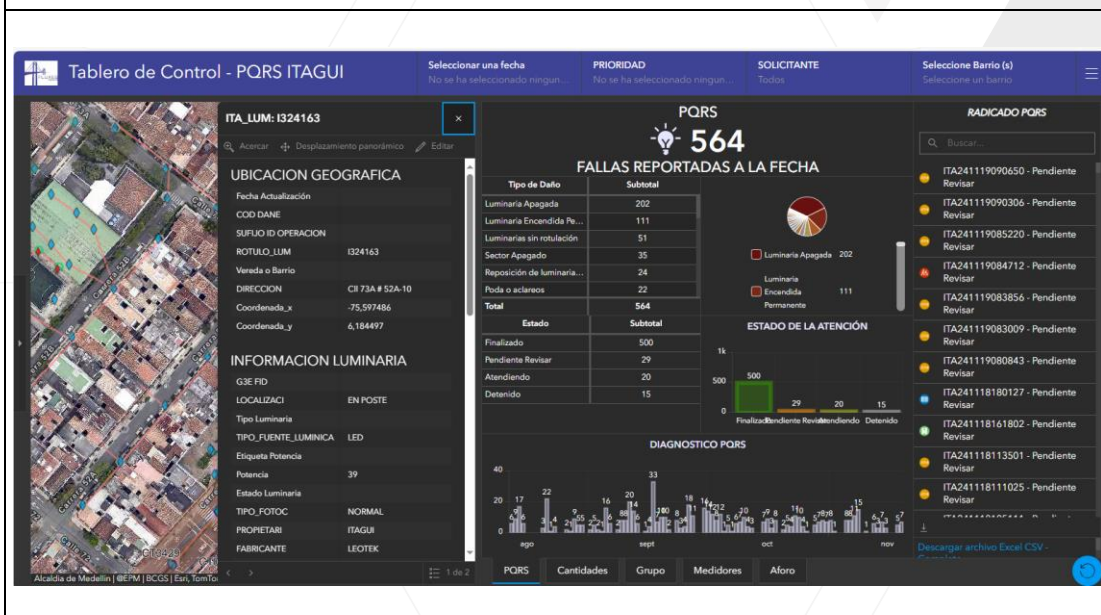 Tablero de Control - PQRS ITAGUI
Seleccionar una fecha
No se ha seleccionado ningun...
PRIORIDAD
No se ha seleccionado ningun...
SOLICITANTE
Todos
Seleccione Barrio (s)
Seleccione un barrio
ITA_LUM: I324163
Acercar
Desplazamiento panorámico
Editar
UBICACION GEOGRAFICA
Fecha Actualización
COD DANE
SUFIJO ID OPERACION
ROTULO_LUM I324163
Vereda o Barrio
DIRECCION Cll 73A # 52A-10
Coordenada_x -75,597486
Coordenada_y 6,184497
INFORMACION LUMINARIA
G3E FID
LOCALIZACI EN POSTE
Tipo Luminaria
TIPO_FUENTE_LUMINICA LED
Etiqueta Potencia
Potencia 39
Estado Luminaria
TIPO_FOTOC NORMAL
PROPIETARI ITAGUI
FABRICANTE LEOTEK
1 de 2
Carrera 52B
Carrera 52A
Alcaldia de Medellin | @EPM | BCGS | Esri, TomTo
PQRS
564
FALLAS REPORTADAS A LA FECHA
Tipo de Daño Subtotal
Luminaria Apagada 202
Luminaria Encendida Pe... 111
Luminarias sin rotulación 51
Sector Apagado 35
Reposición de luminaria... 24
Poda o aclareos 22
Total 564
Luminaria Apagada 202
Luminaria
Encendida 111
Permanente
Estado Subtotal
Finalizado 500
Pendiente Revisar 29
Atendiendo 20
Detenido 15
ESTADO DE LA ATENCIÓN
1k
500
0
500
29
20
15
Detenido
DIAGNOSTICO PQRS
40
20
0
17
22
16
20
33
18
15
ago
sept
oct
nov
PQRS
Cantidades
Grupo
Medidores
Aforo
RADICADO PQRS
Buscar...
ITA241119090650 - Pendiente
Revisar
ITA241119090306 - Pendiente
Revisar
ITA241119085220 - Pendiente
Revisar
ITA241119084712 - Pendiente
Revisar
ITA241119083856 - Pendiente
Revisar
ITA241119083009 - Pendiente
Revisar
ITA241119080843 - Pendiente
Revisar
ITA241118180127 - Pendiente
Revisar
ITA241118161802 - Pendiente
Revisar
ITA241118113501 - Pendiente
Revisar
ITA241118111025 - Pendiente
Revisar
Descargar archivo Excel CSV -